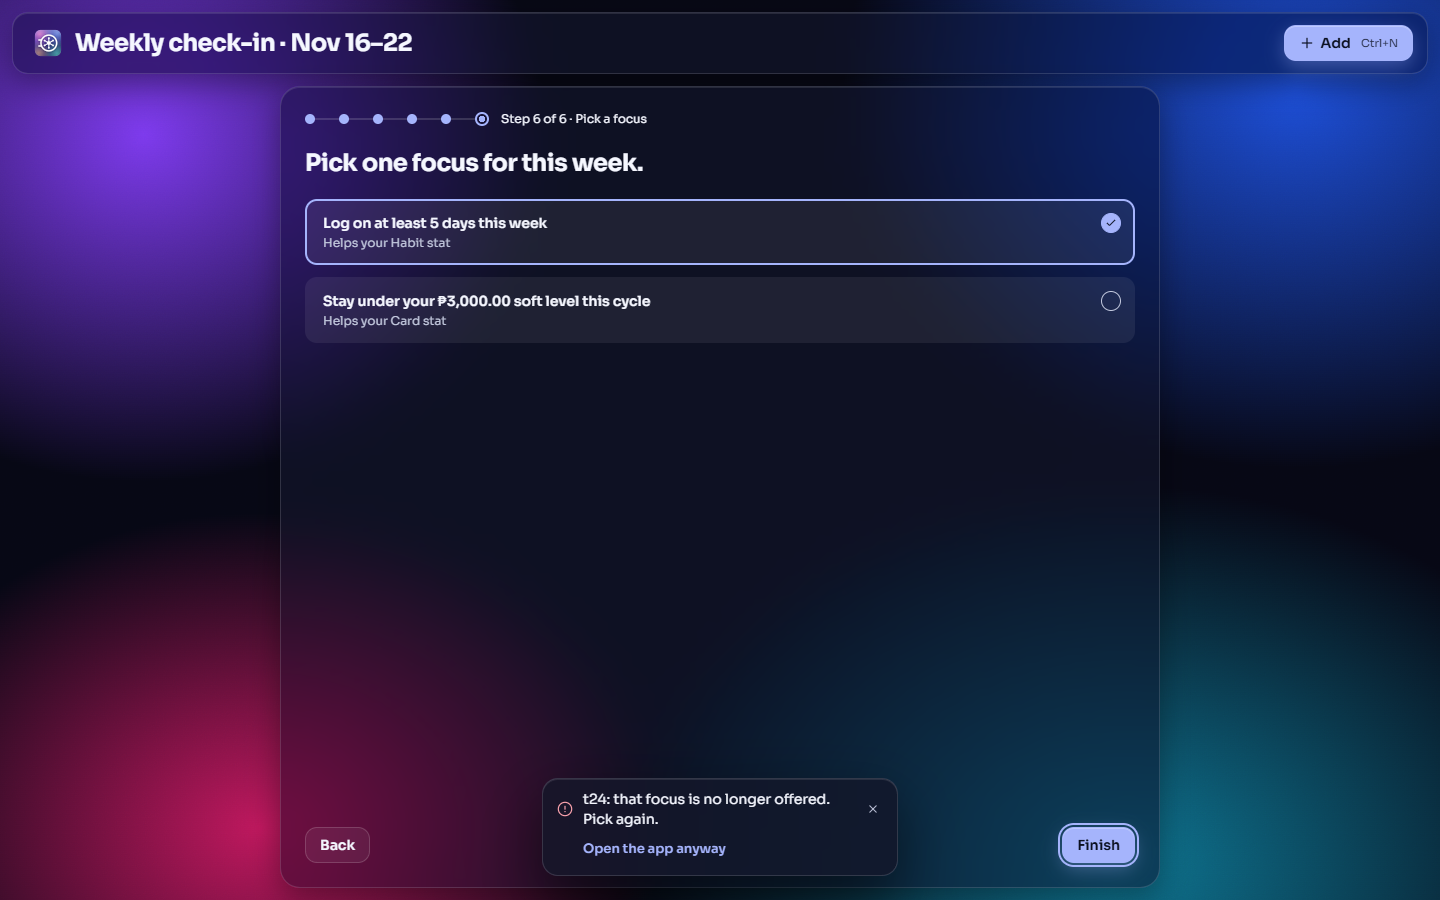 Weekly check-in · Nov 16–22
+ Add Ctrl+N
Step 6 of 6 · Pick a focus
Pick one focus for this week.
Log on at least 5 days this week
Helps your Habit stat
Stay under your ₱3,000.00 soft level this cycle
Helps your Card stat
t24: that focus is no longer offered.
Pick again.
Open the app anyway
Back
Finish